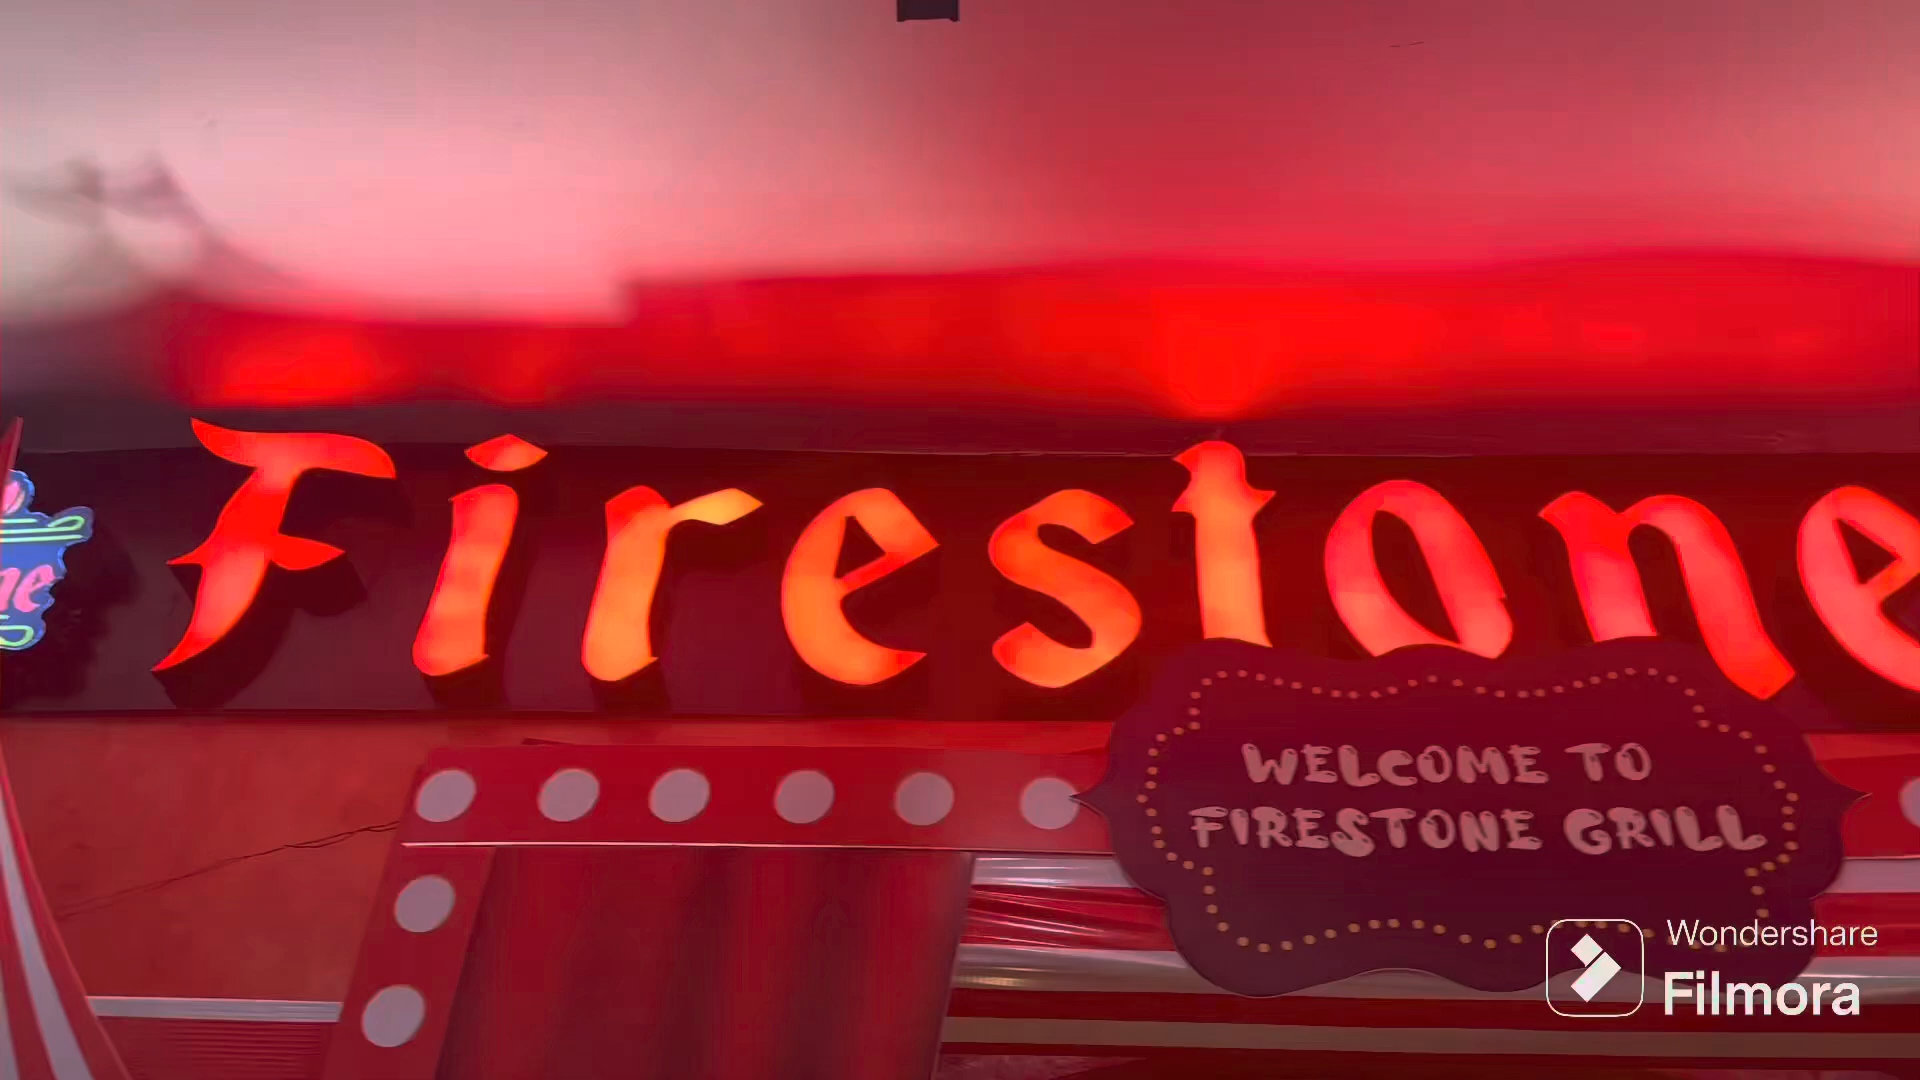 Firestone
WELCOME TO
FIRESTONE GRILL
Wondershare
Filmora